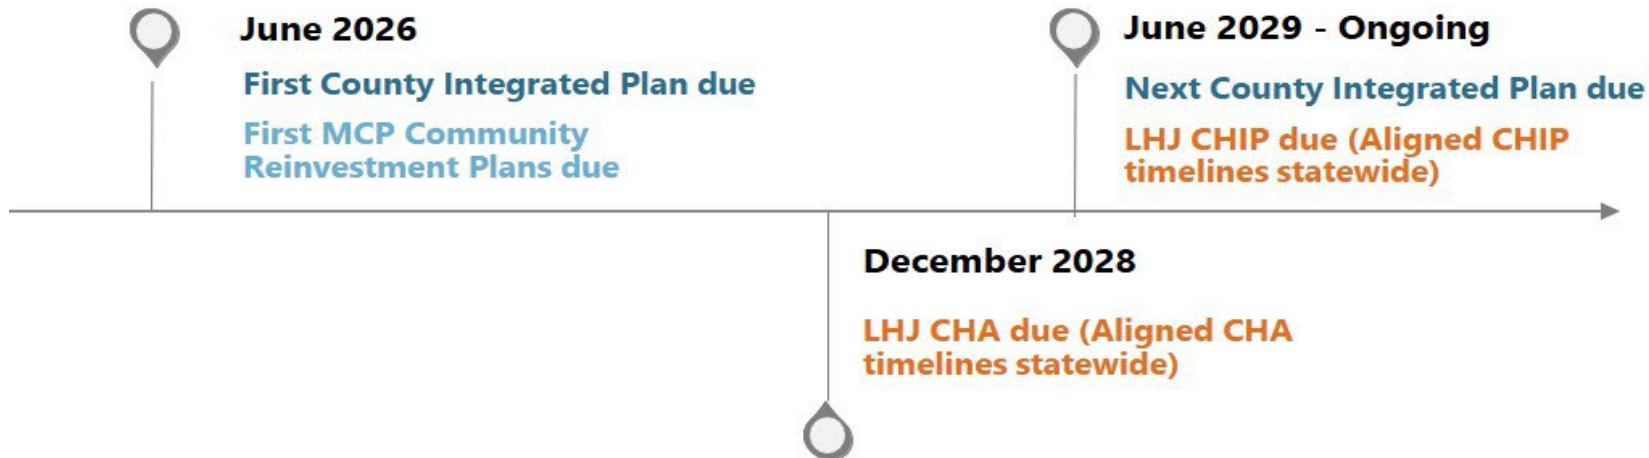 June 2026
First County Integrated Plan due
First MCP Community
Reinvestment Plans due
June 2029 - Ongoing
Next County Integrated Plan due
LHJ CHIP due (Aligned CHIP
timelines statewide)
December 2028
LHJ CHA due (Aligned CHA
timelines statewide)